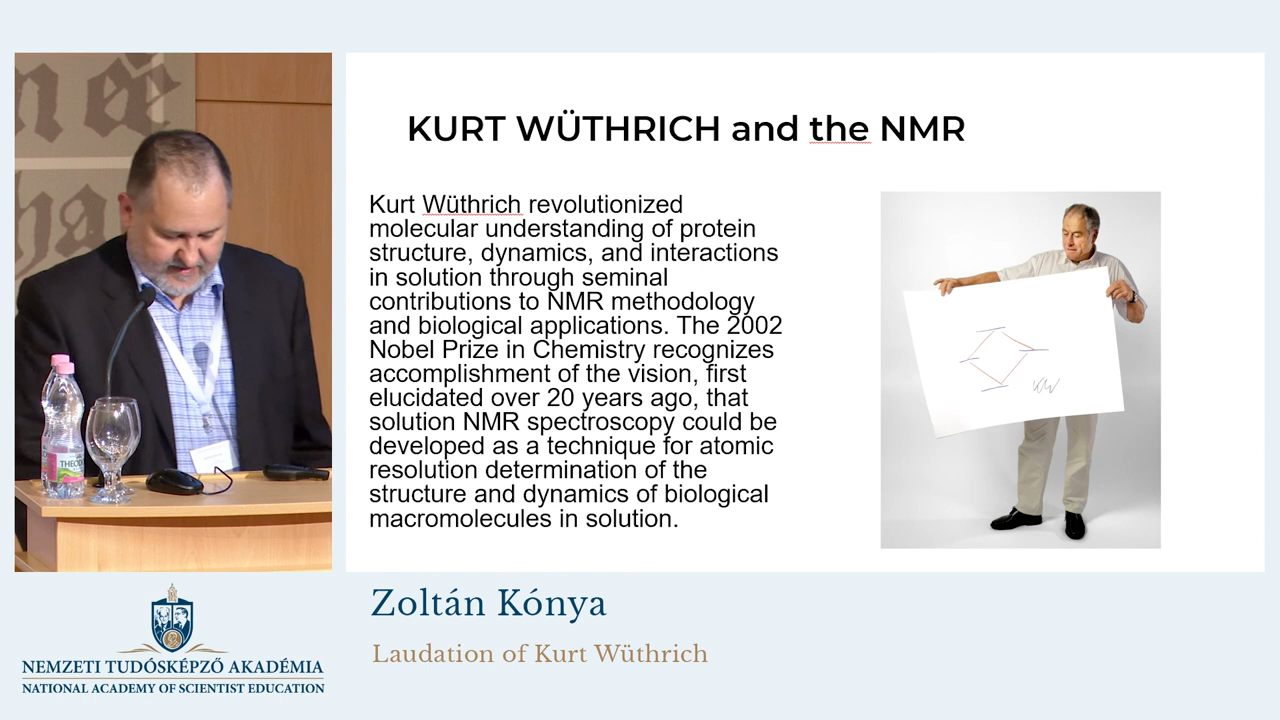 KURT WÜTHRICH and the NMR
Kurt Wüthrich revolutionized
molecular understanding of protein
structure, dynamics, and interactions
in solution through seminal
contributions to NMR methodology
and biological applications. The 2002
Nobel Prize in Chemistry recognizes
accomplishment of the vision, first
elucidated over 20 years ago, that
solution NMR spectroscopy could be
developed as a technique for atomic
resolution determination of the
structure and dynamics of biological
macromolecules in solution.
Zoltán Kónya
Laudation of Kurt Wüthrich
NEMZETI TUDÓSKÉPZŐ AKADÉMIA
NATIONAL ACADEMY OF SCIENTIST EDUCATION